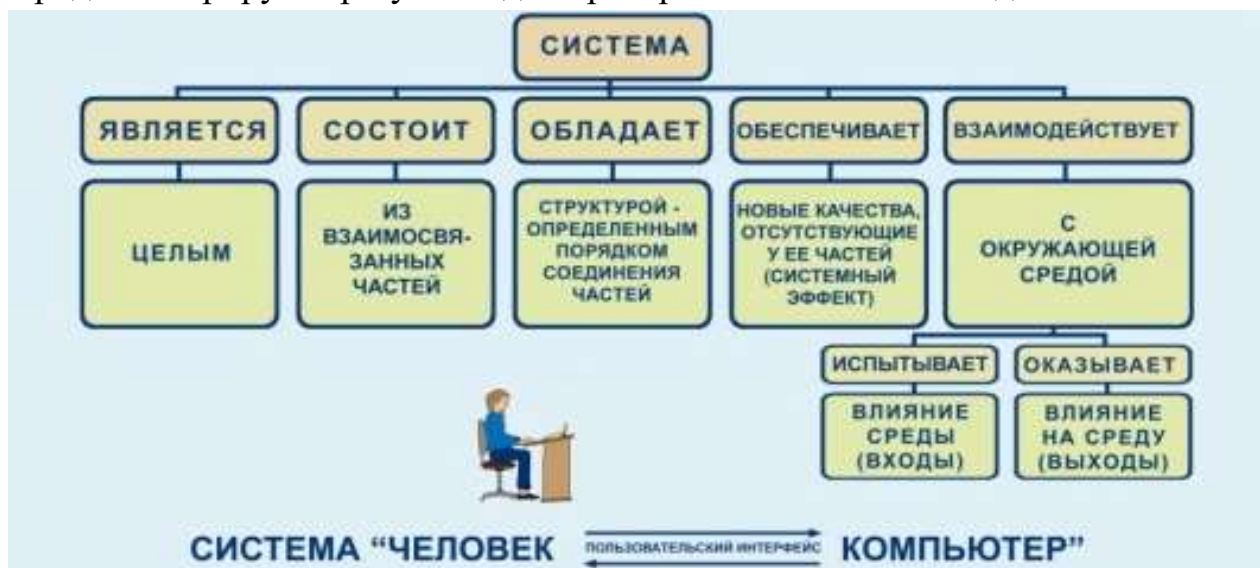 СИСТЕМА
ЯВЛЯЕТСЯ
СОСТОИТ
ОБЛАДАЕТ
ОБЕСПЕЧИВАЕТ
ВЗАИМОДЕЙСТВУЕТ
ЦЕЛЫМ
ИЗ
ВЗАИМОСВЯ-
ЗАННЫХ
ЧАСТЕЙ
СТРУКТУРОЙ -
ОПРЕДЕЛЕННЫМ
ПОРЯДКОМ
СОЕДИНЕНИЯ
ЧАСТЕЙ
НОВЫЕ КАЧЕСТВА,
ОТСУТСТВУЮЩИЕ
У ЕЕ ЧАСТЕЙ
(СИСТЕМНЫЙ
ЭФФЕКТ)
С
ОКРУЖАЮЩЕЙ
СРЕДОЙ
ИСПЫТЫВАЕТ
ОКАЗЫВАЕТ
ВЛИЯНИЕ
СРЕДЫ
(ВХОДЫ)
ВЛИЯНИЕ
НА СРЕДУ
(ВЫХОДЫ)
СИСТЕМА “ЧЕЛОВЕК ПОЛЬЗОВАТЕЛЬСКИЙ ИНТЕРФЕЙС КОМПЬЮТЕР”